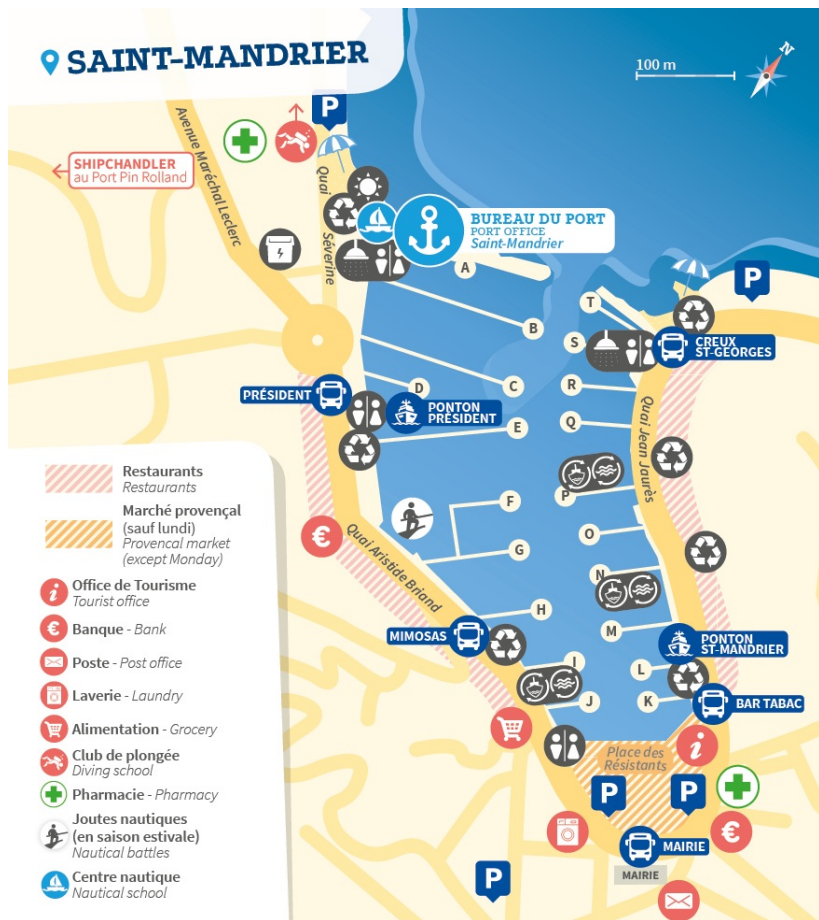 SAINT-MANDRIER
100 m
N
Avenue Maréchal Leclerc
P
SHIPCHANDLER
au Port Pin Rolland
Quai
Séverine
BUREAU DU PORT
PORT OFFICE
Saint-Mandrier
A
B
C
D
E
F
G
H
I
J
K
L
M
N
O
P
Q
R
S
T
P
CREUX
ST-GEORGES
PRÉSIDENT
PONTON
PRÉSIDENT
Quai Jean Jaurès
€
Quai Aristide Briand
MIMOSAS
PONTON
ST-MANDRIER
BAR TABAC
Place des
Résistants
i
P
P
€
MAIRIE
MAIRIE
P
Restaurants
Restaurants
Marché provençal
(sauf lundi)
Provencal market
(except Monday)
i
Office de Tourisme
Tourist office
€
Banque - Bank
Poste - Post office
Laverie - Laundry
Alimentation - Grocery
Club de plongée
Diving school
Pharmacie - Pharmacy
Joutes nautiques
(en saison estivale)
Nautical battles
Centre nautique
Nautical school